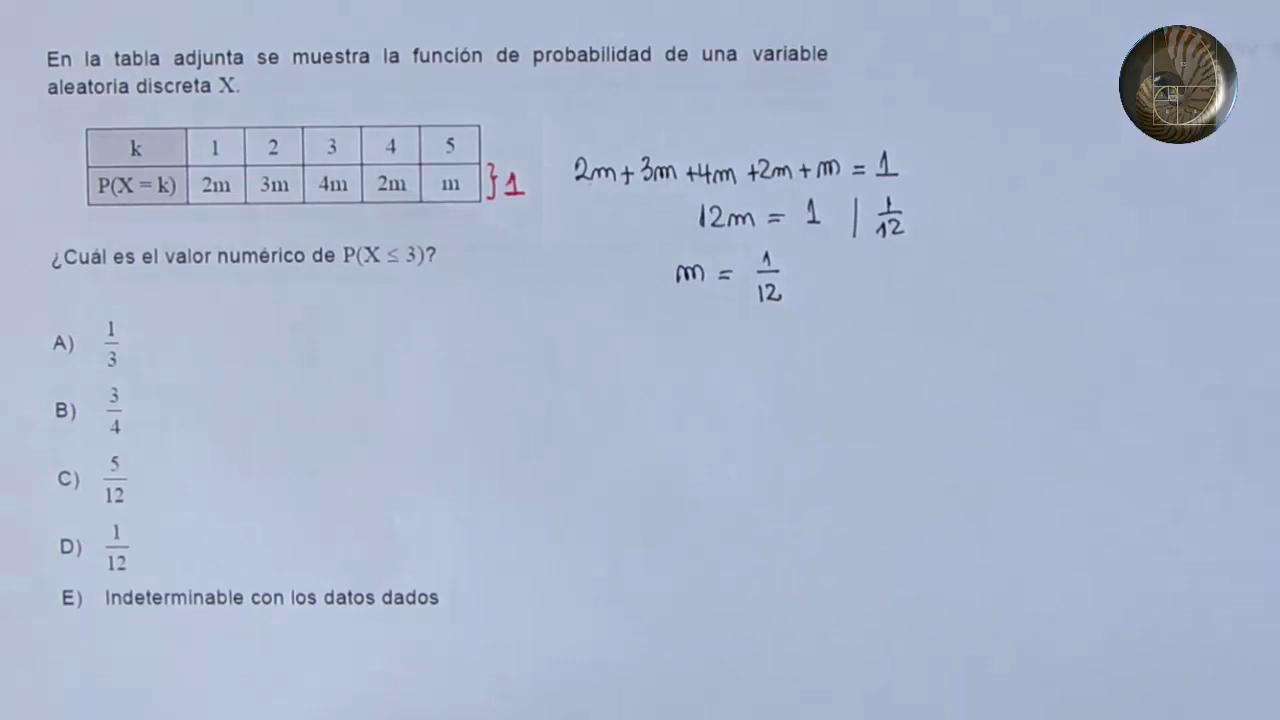 En la tabla adjunta se muestra la función de probabilidad de una variable
aleatoria discreta X.
k 1 2 3 4 5
P(X = k) 2m 3m 4m 2m m } 1
2m + 3m + 4m + 2m + m = 1
12m = 1 | 1/12
m = 1/12
¿Cuál es el valor numérico de P(X ≤ 3)?
A) 1/3
B) 3/4
C) 5/12
D) 1/12
E) Indeterminable con los datos dados